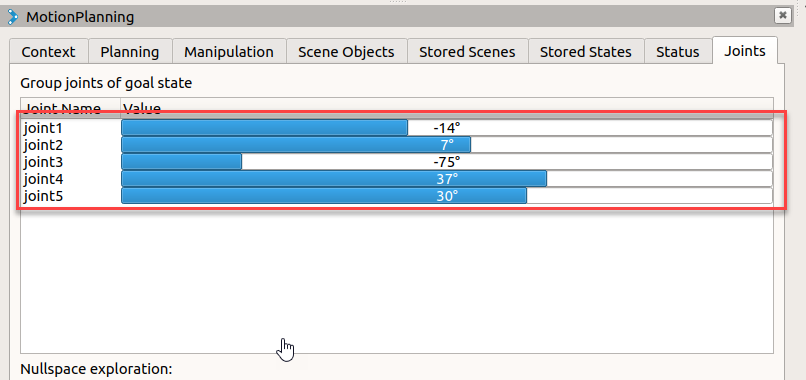 MotionPlanning
Context Planning Manipulation Scene Objects Stored Scenes Stored States Status Joints
Group joints of goal state
Joint Name Value
joint1 -14°
joint2 7°
joint3 -75°
joint4 37°
joint5 30°
Nullspace exploration: